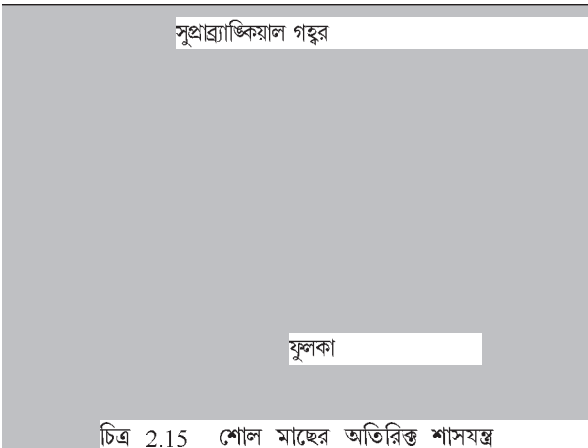 সুপ্রাব্র্যাঙ্কিয়াল গহ্বর
ফুলকা
চিত্র 2.15 শোল মাছের অতিরিক্ত শাসযন্ত্র